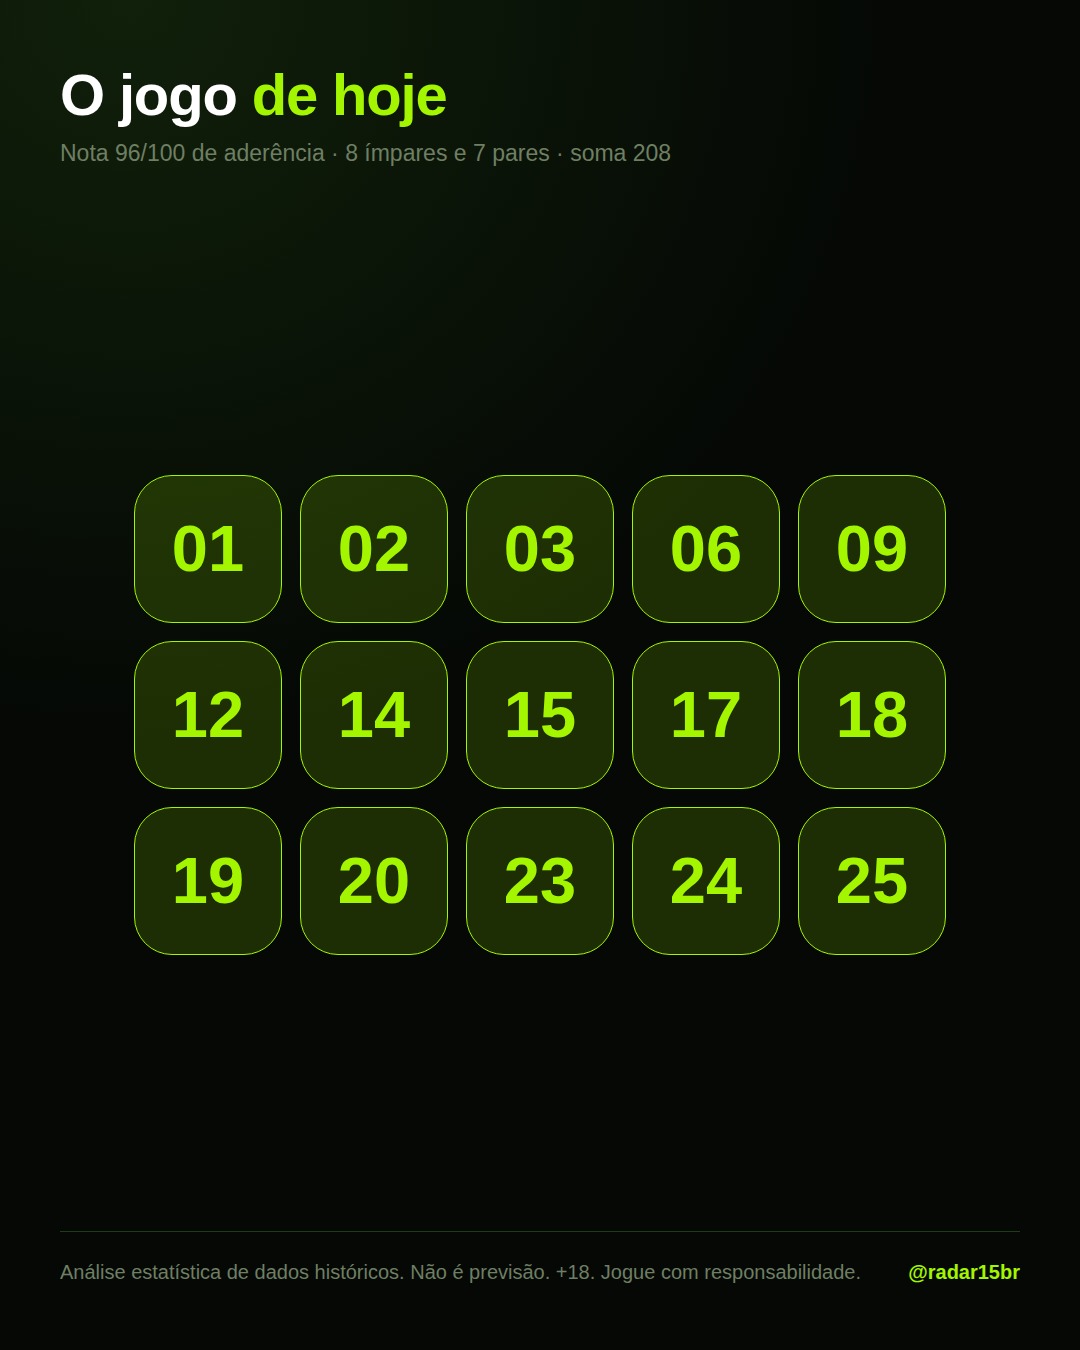 O jogo de hoje
Nota 96/100 de aderência · 8 ímpares e 7 pares · soma 208
01 02 03 06 09
12 14 15 17 18
19 20 23 24 25
Análise estatística de dados históricos. Não é previsão. +18. Jogue com responsabilidade. @radar15br